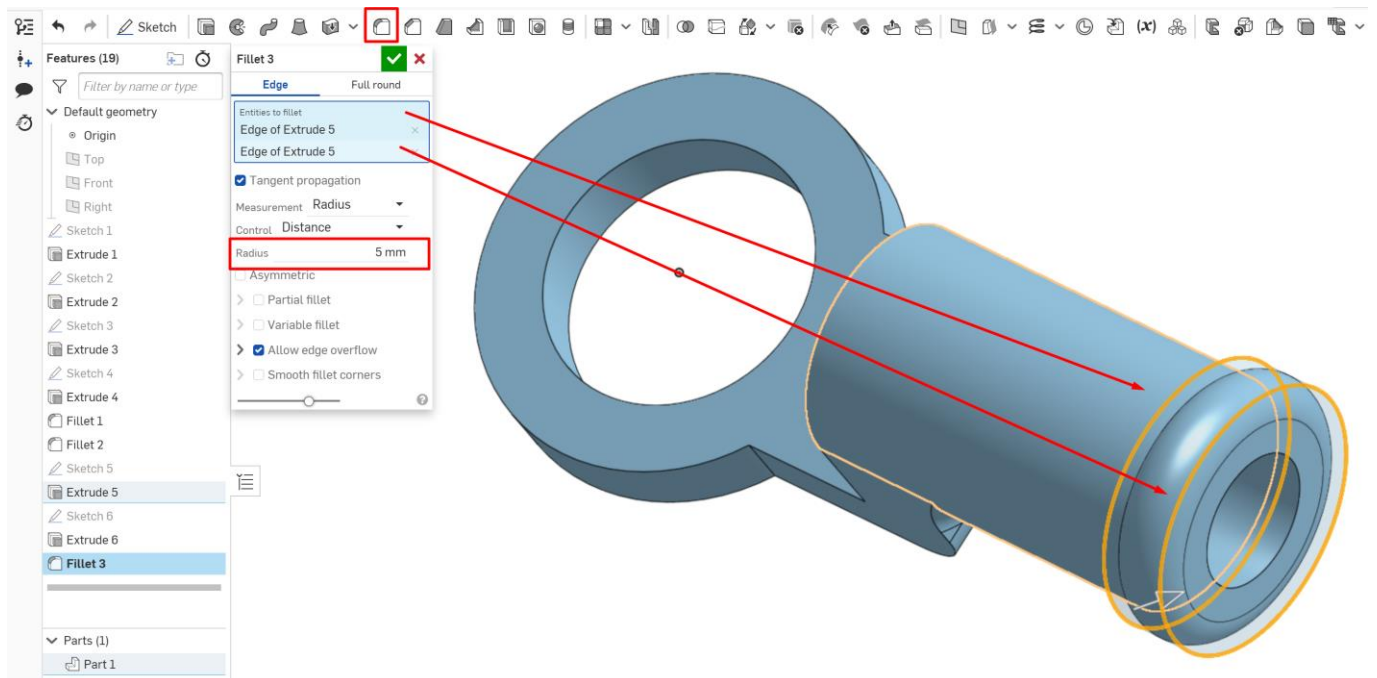 Sketch
(x)
Features (19)
Filter by name or type
Default geometry
Origin
Top
Front
Right
Sketch 1
Extrude 1
Sketch 2
Extrude 2
Sketch 3
Extrude 3
Sketch 4
Extrude 4
Fillet 1
Fillet 2
Sketch 5
Extrude 5
Sketch 6
Extrude 6
Fillet 3
Parts (1)
Part 1
Fillet 3
Edge Full round
Entities to fillet
Edge of Extrude 5
Edge of Extrude 5
Tangent propagation
Measurement Radius
Control Distance
Radius 5 mm
Asymmetric
Partial fillet
Variable fillet
Allow edge overflow
Smooth fillet corners